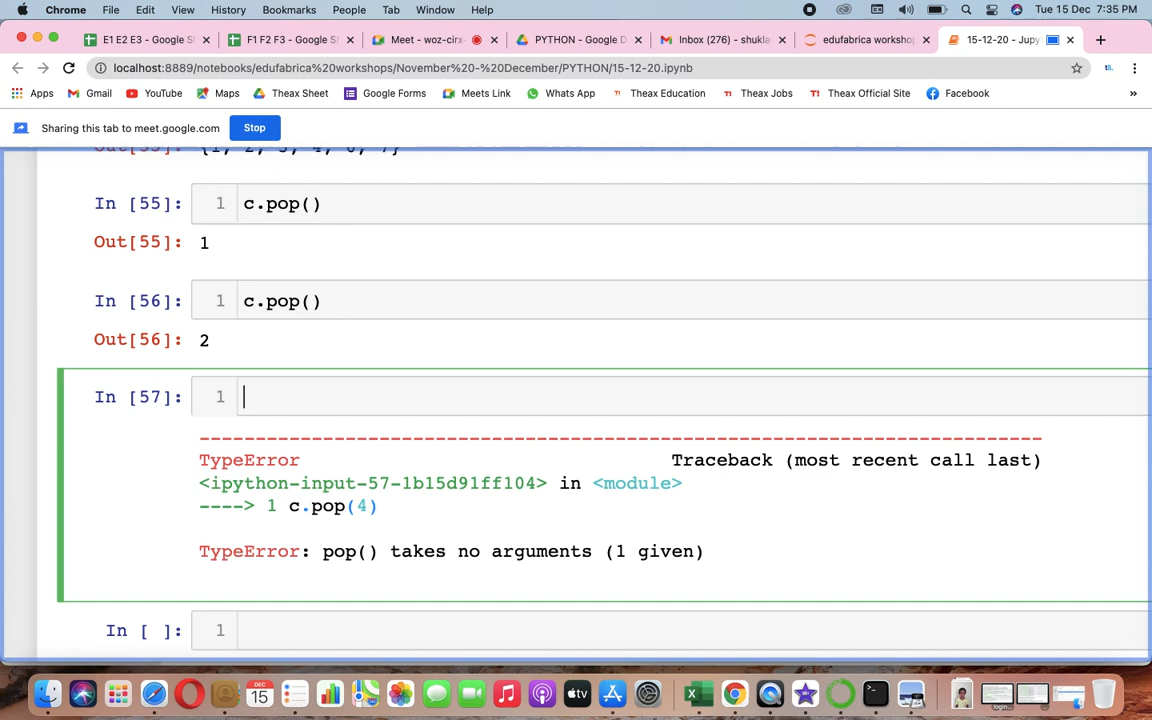 Chrome File Edit View History Bookmarks People Tab Window Help Tue 15 Dec 7:35 PM
E1 E2 E3 - Google Sh F1 F2 F3 - Google Sh Meet - woz-cirx- PYTHON - Google D Inbox (276) - shukla edufabrica worksho 15-12-20 - Jupy
localhost:8889/notebooks/edufabrica%20workshops/November%20-%20December/PYTHON/15-12-20.ipynb
Apps Gmail YouTube Maps Theax Sheet Google Forms Meets Link Whats App Theax Education Theax Jobs Theax Official Site Facebook »
Sharing this tab to meet.google.com Stop
In [55]: 1 c.pop()
Out[55]: 1
In [56]: 1 c.pop()
Out[56]: 2
In [57]: 1
---------------------------------------------------------------------------
TypeError Traceback (most recent call last)
<ipython-input-57-1b15d91ff104> in <module>
----> 1 c.pop(4)
TypeError: pop() takes no arguments (1 given)
In [ ]: 1
DEC
15
tv